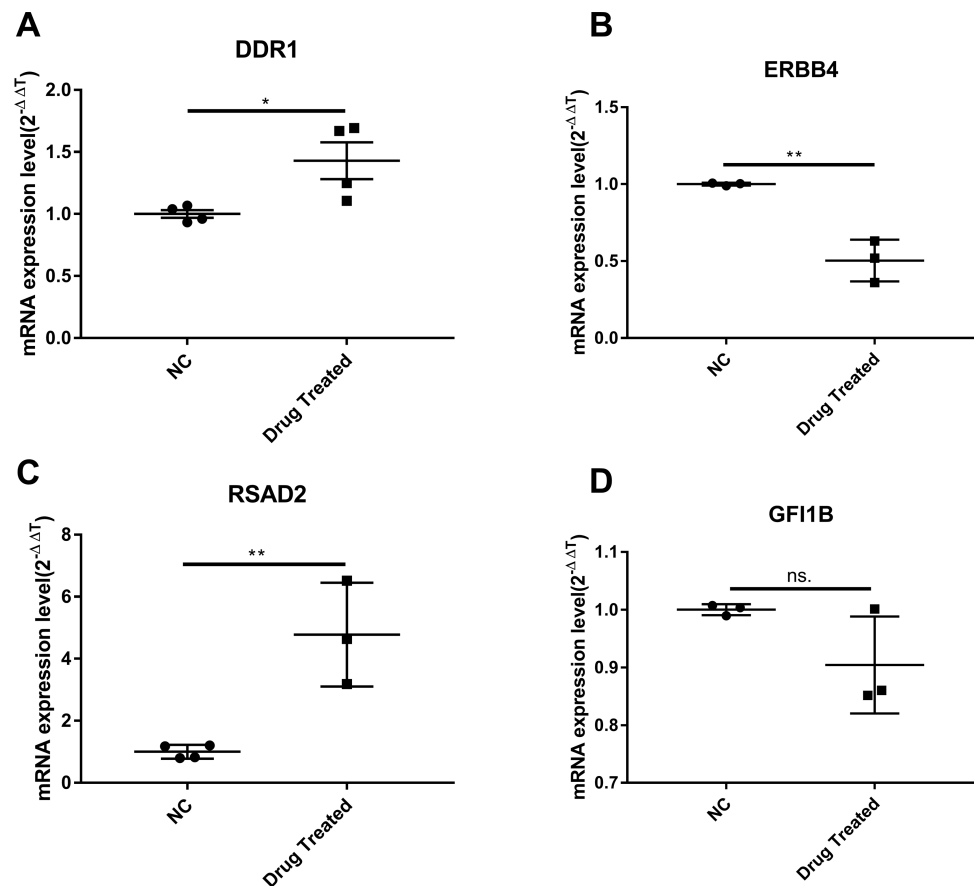 A
DDR1
mRNA expression level(2^-ΔΔT)
2.0
1.5
1.0
0.5
0.0
*
NC
Drug Treated
B
ERBB4
mRNA expression level(2^-ΔΔT)
1.5
1.0
0.5
0.0
**
NC
Drug Treated
C
RSAD2
mRNA expression level(2^-ΔΔT)
8
6
4
2
0
**
NC
Drug Treated
D
GFI1B
mRNA expression level(2^-ΔΔT)
1.1
1.0
0.9
0.8
0.7
ns.
NC
Drug Treated